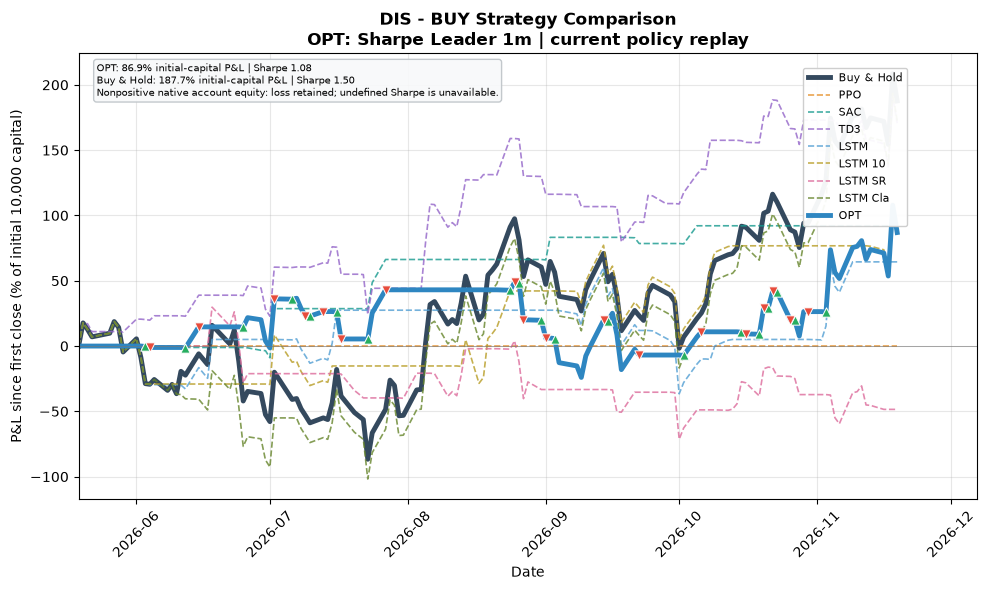 DIS - BUY Strategy Comparison
OPT: Sharpe Leader 1m | current policy replay
OPT: 86.9% initial-capital P&L | Sharpe 1.08
Buy & Hold: 187.7% initial-capital P&L | Sharpe 1.50
Nonpositive native account equity: loss retained; undefined Sharpe is unavailable.
Buy & Hold
PPO
SAC
TD3
LSTM
LSTM 10
LSTM SR
LSTM Cla
OPT
P&L since first close (% of initial 10,000 capital)
200
150
100
50
0
−50
−100
2026-06
2026-07
2026-08
2026-09
2026-10
2026-11
2026-12
Date